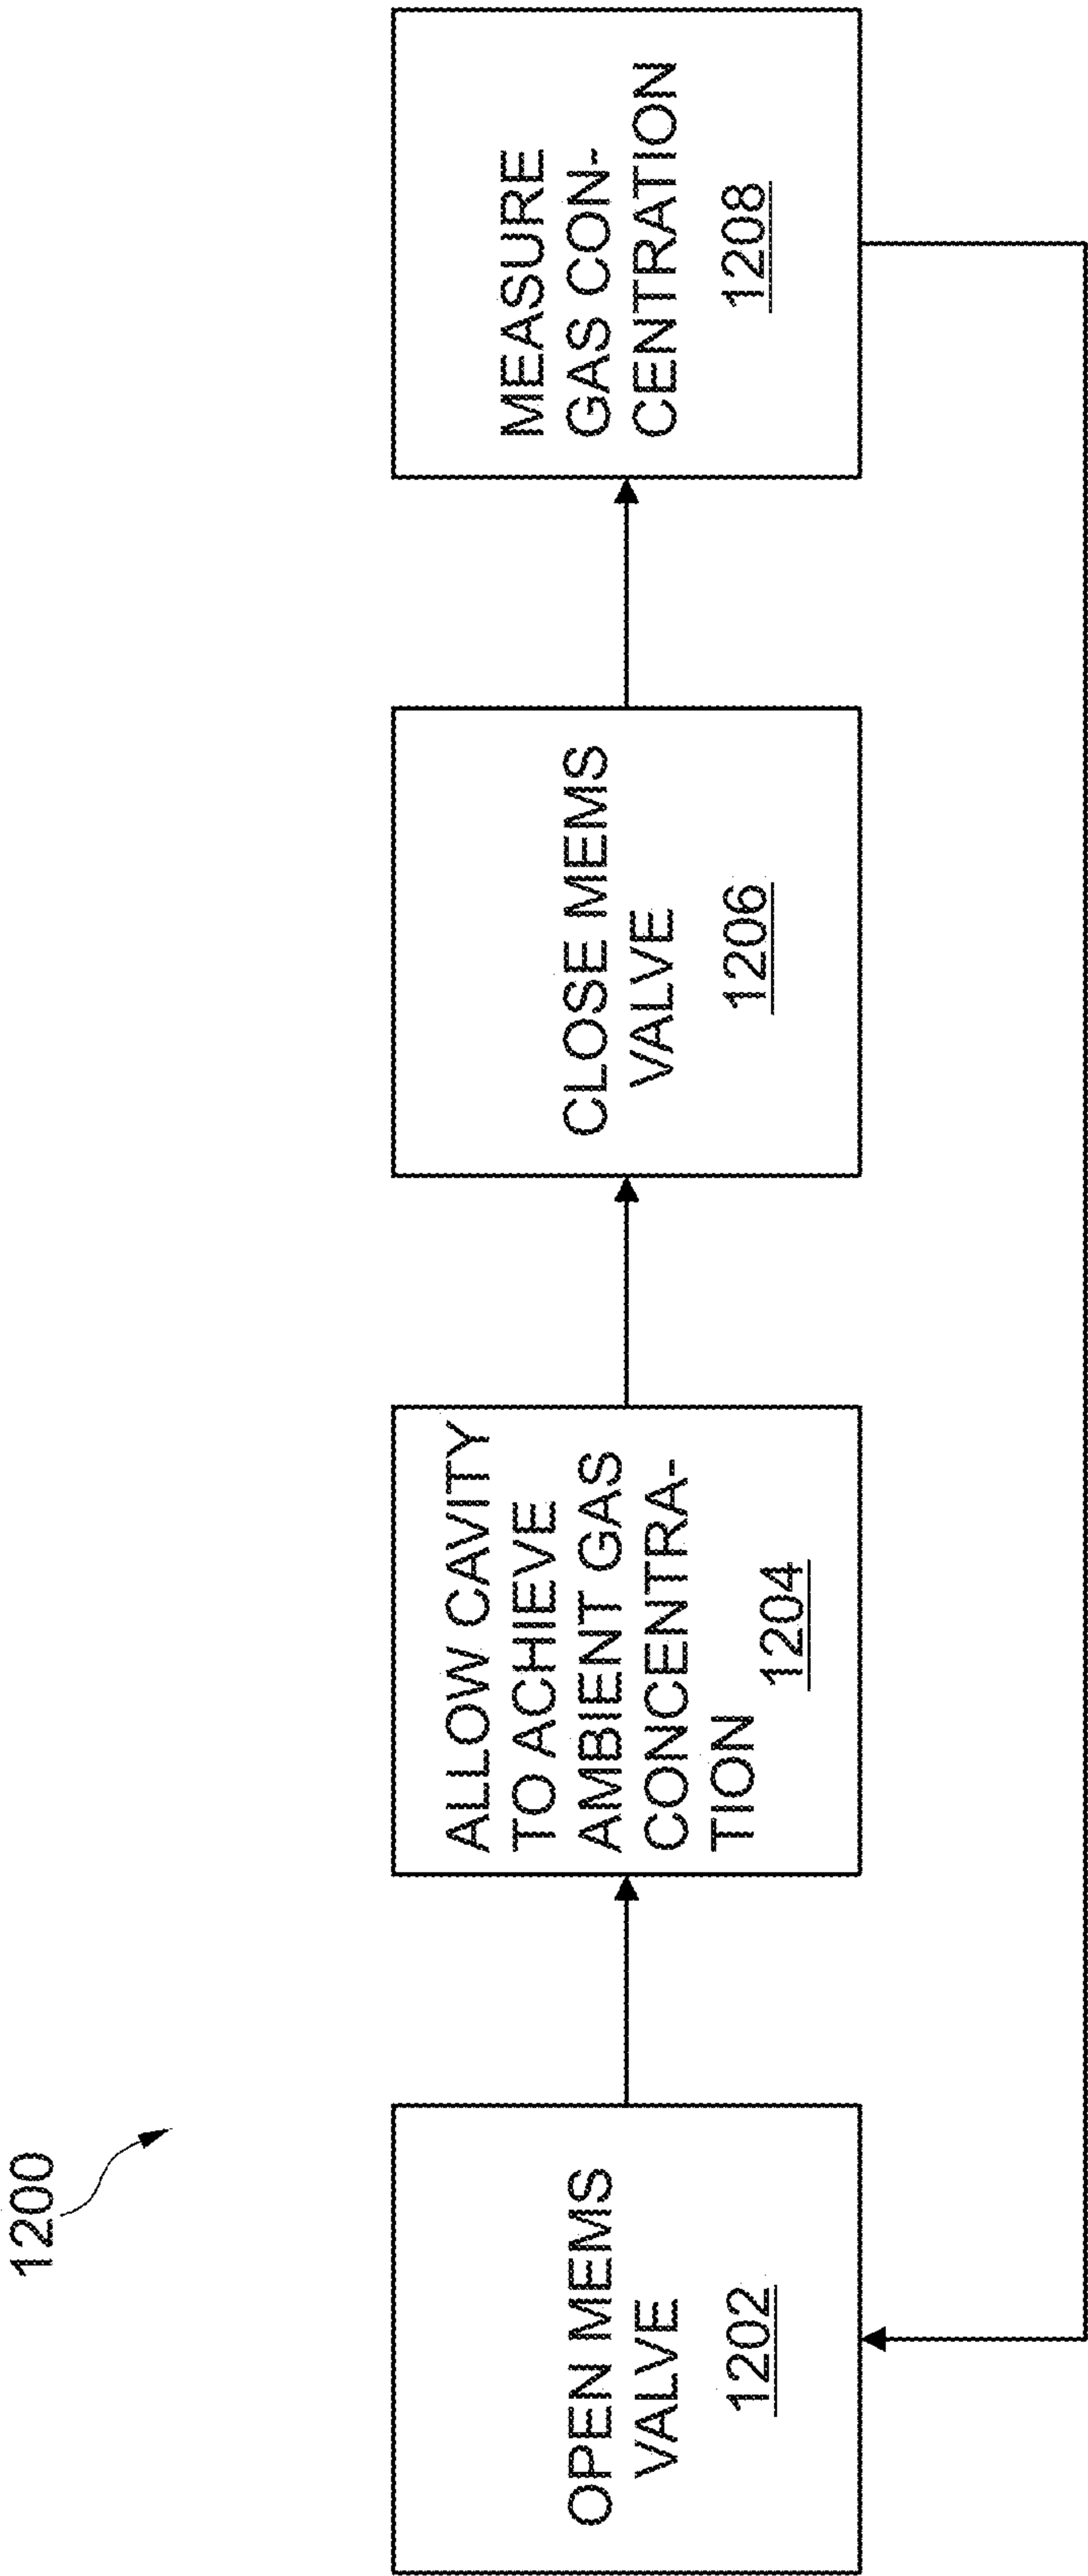 1200
OPEN MEMS
VALVE
1202
ALLOW CAVITY
TO ACHIEVE
AMBIENT GAS
CONCENTRA-
TION
1204
CLOSE MEMS
VALVE
1206
MEASURE
GAS CON-
CENTRATION
1208